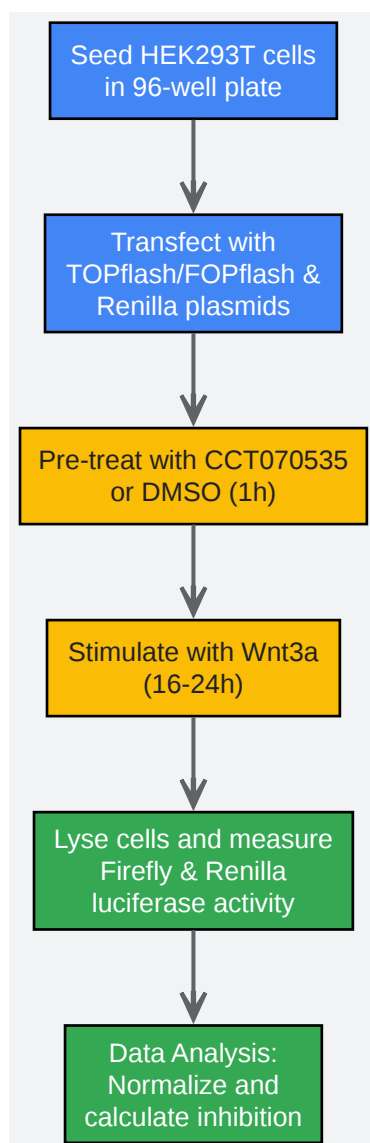 Seed HEK293T cells
in 96-well plate
Transfect with
TOPflash/FOPflash &
Renilla plasmids
Pre-treat with CCT070535
or DMSO (1h)
Stimulate with Wnt3a
(16-24h)
Lyse cells and measure
Firefly & Renilla
luciferase activity
Data Analysis:
Normalize and
calculate inhibition